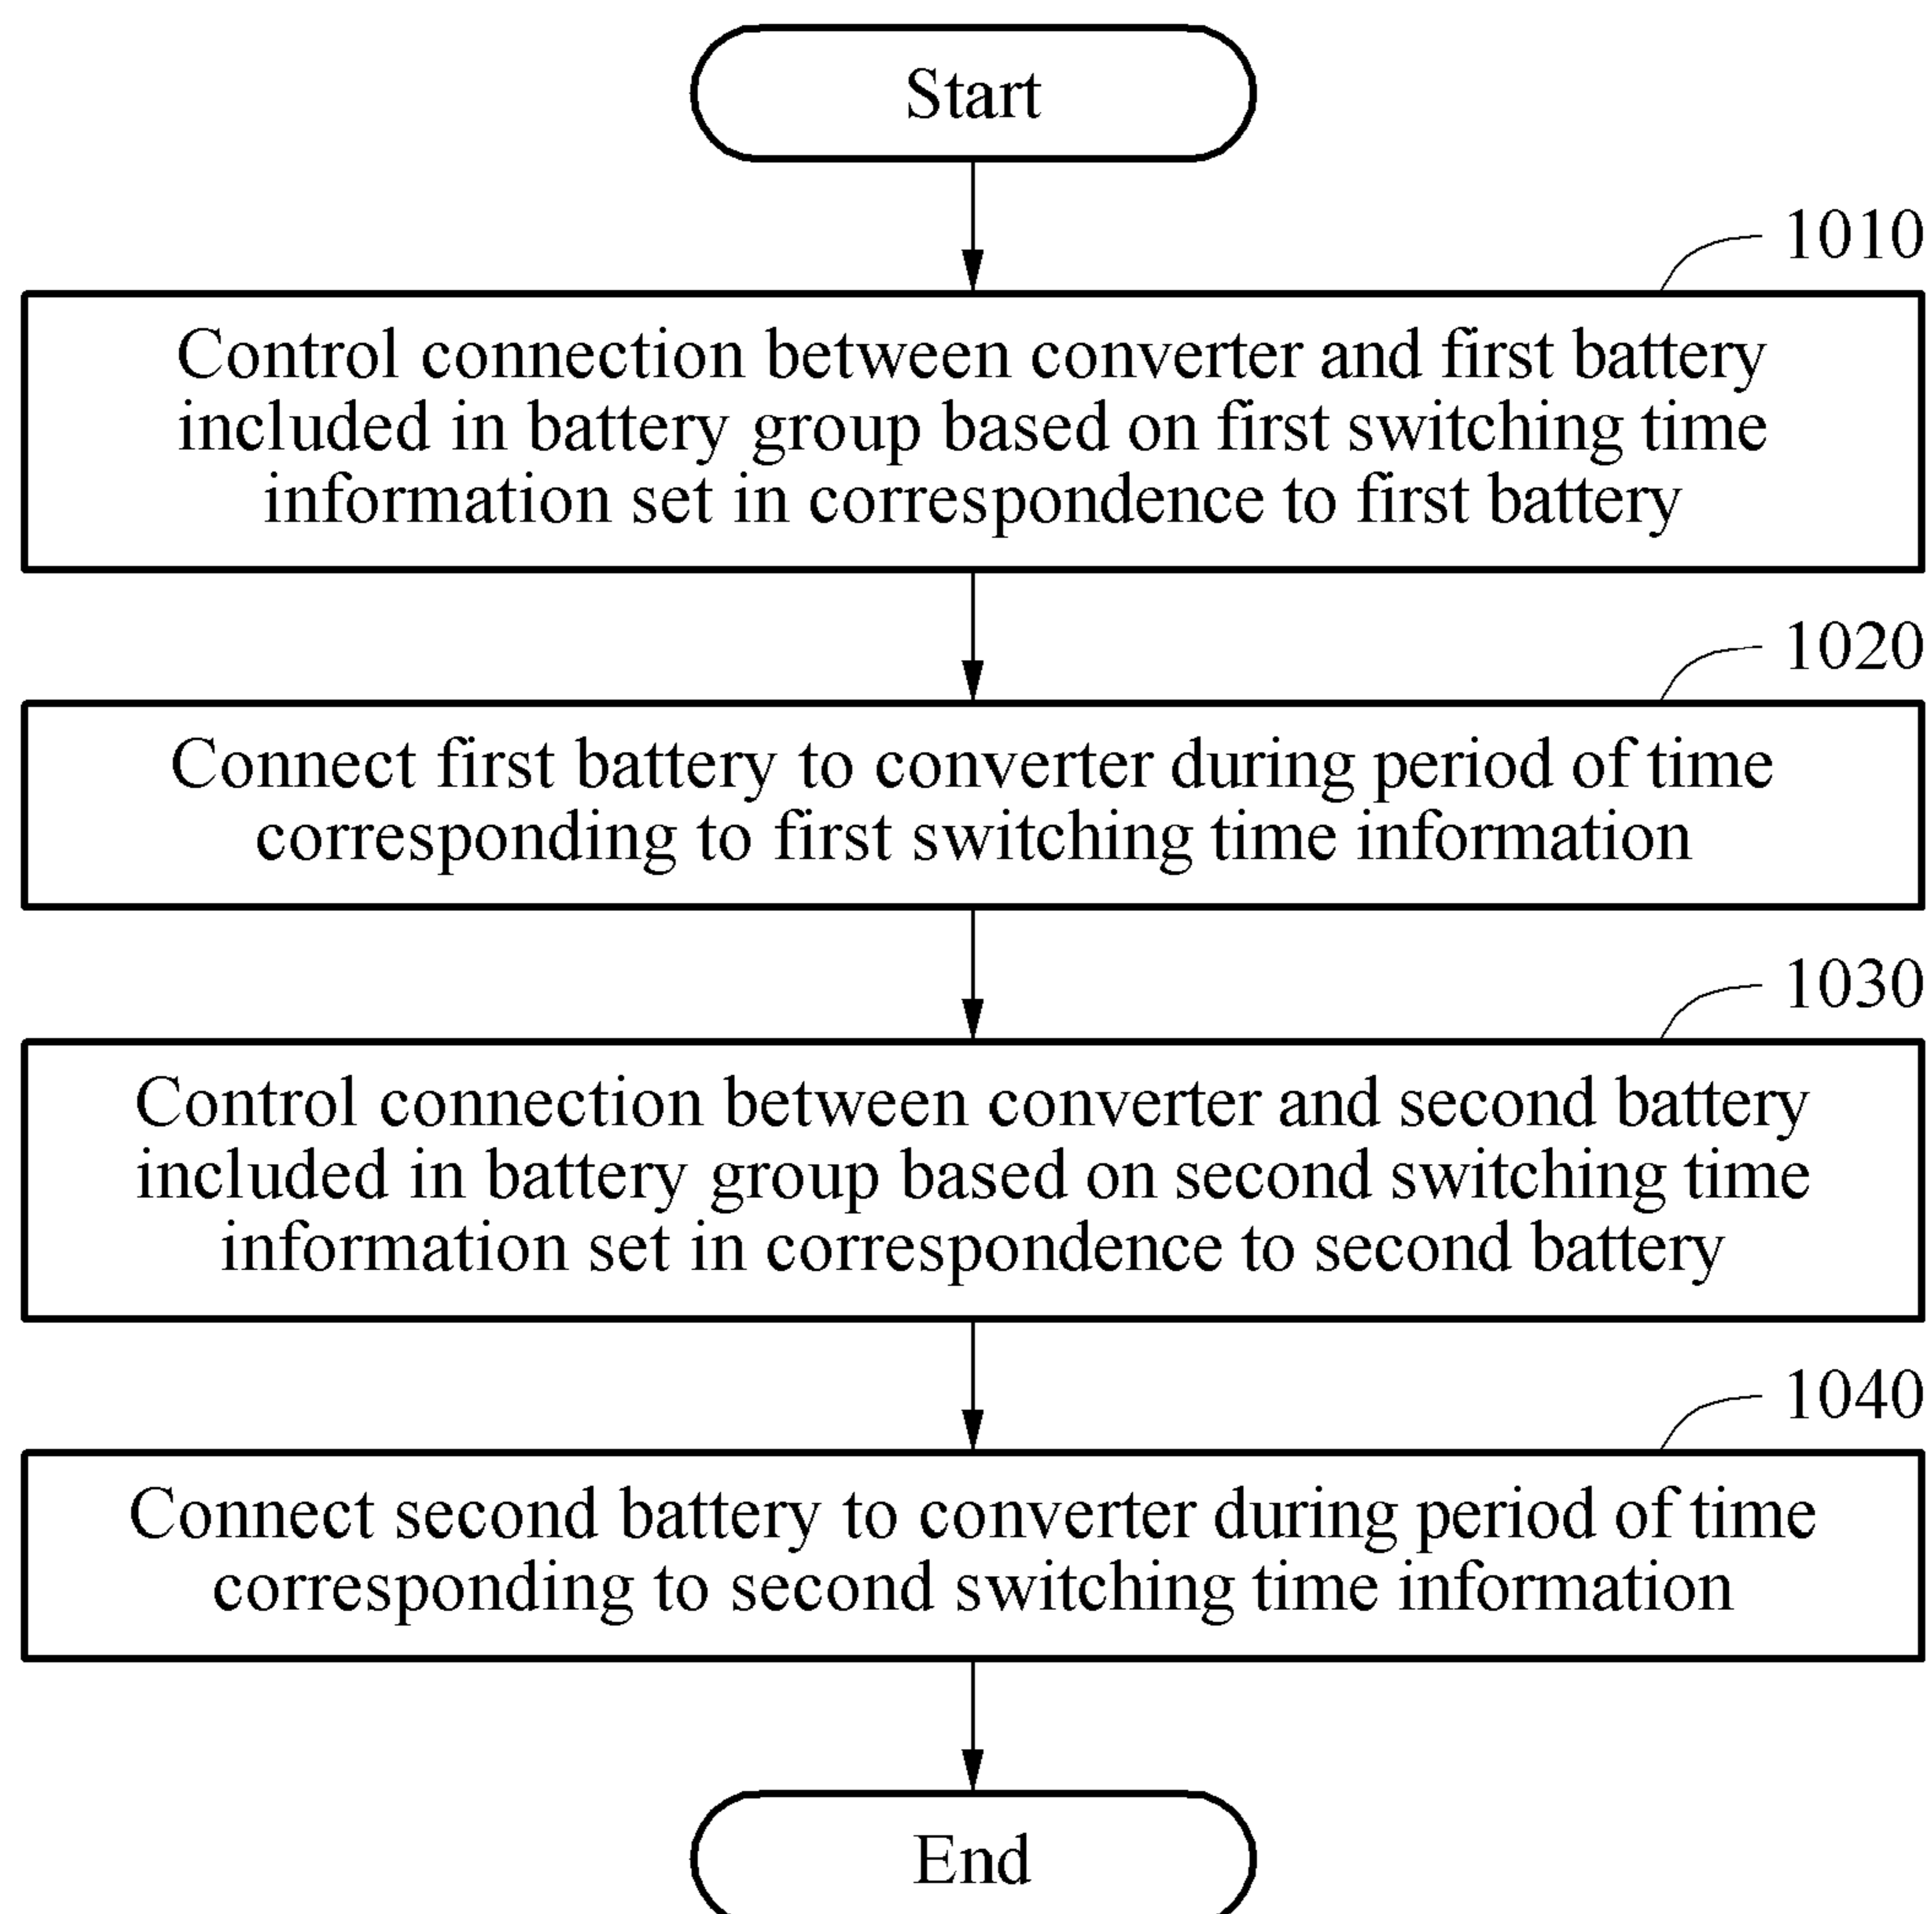 Start
1010
Control connection between converter and first battery
included in battery group based on first switching time
information set in correspondence to first battery
1020
Connect first battery to converter during period of time
corresponding to first switching time information
1030
Control connection between converter and second battery
included in battery group based on second switching time
information set in correspondence to second battery
1040
Connect second battery to converter during period of time
corresponding to second switching time information
End